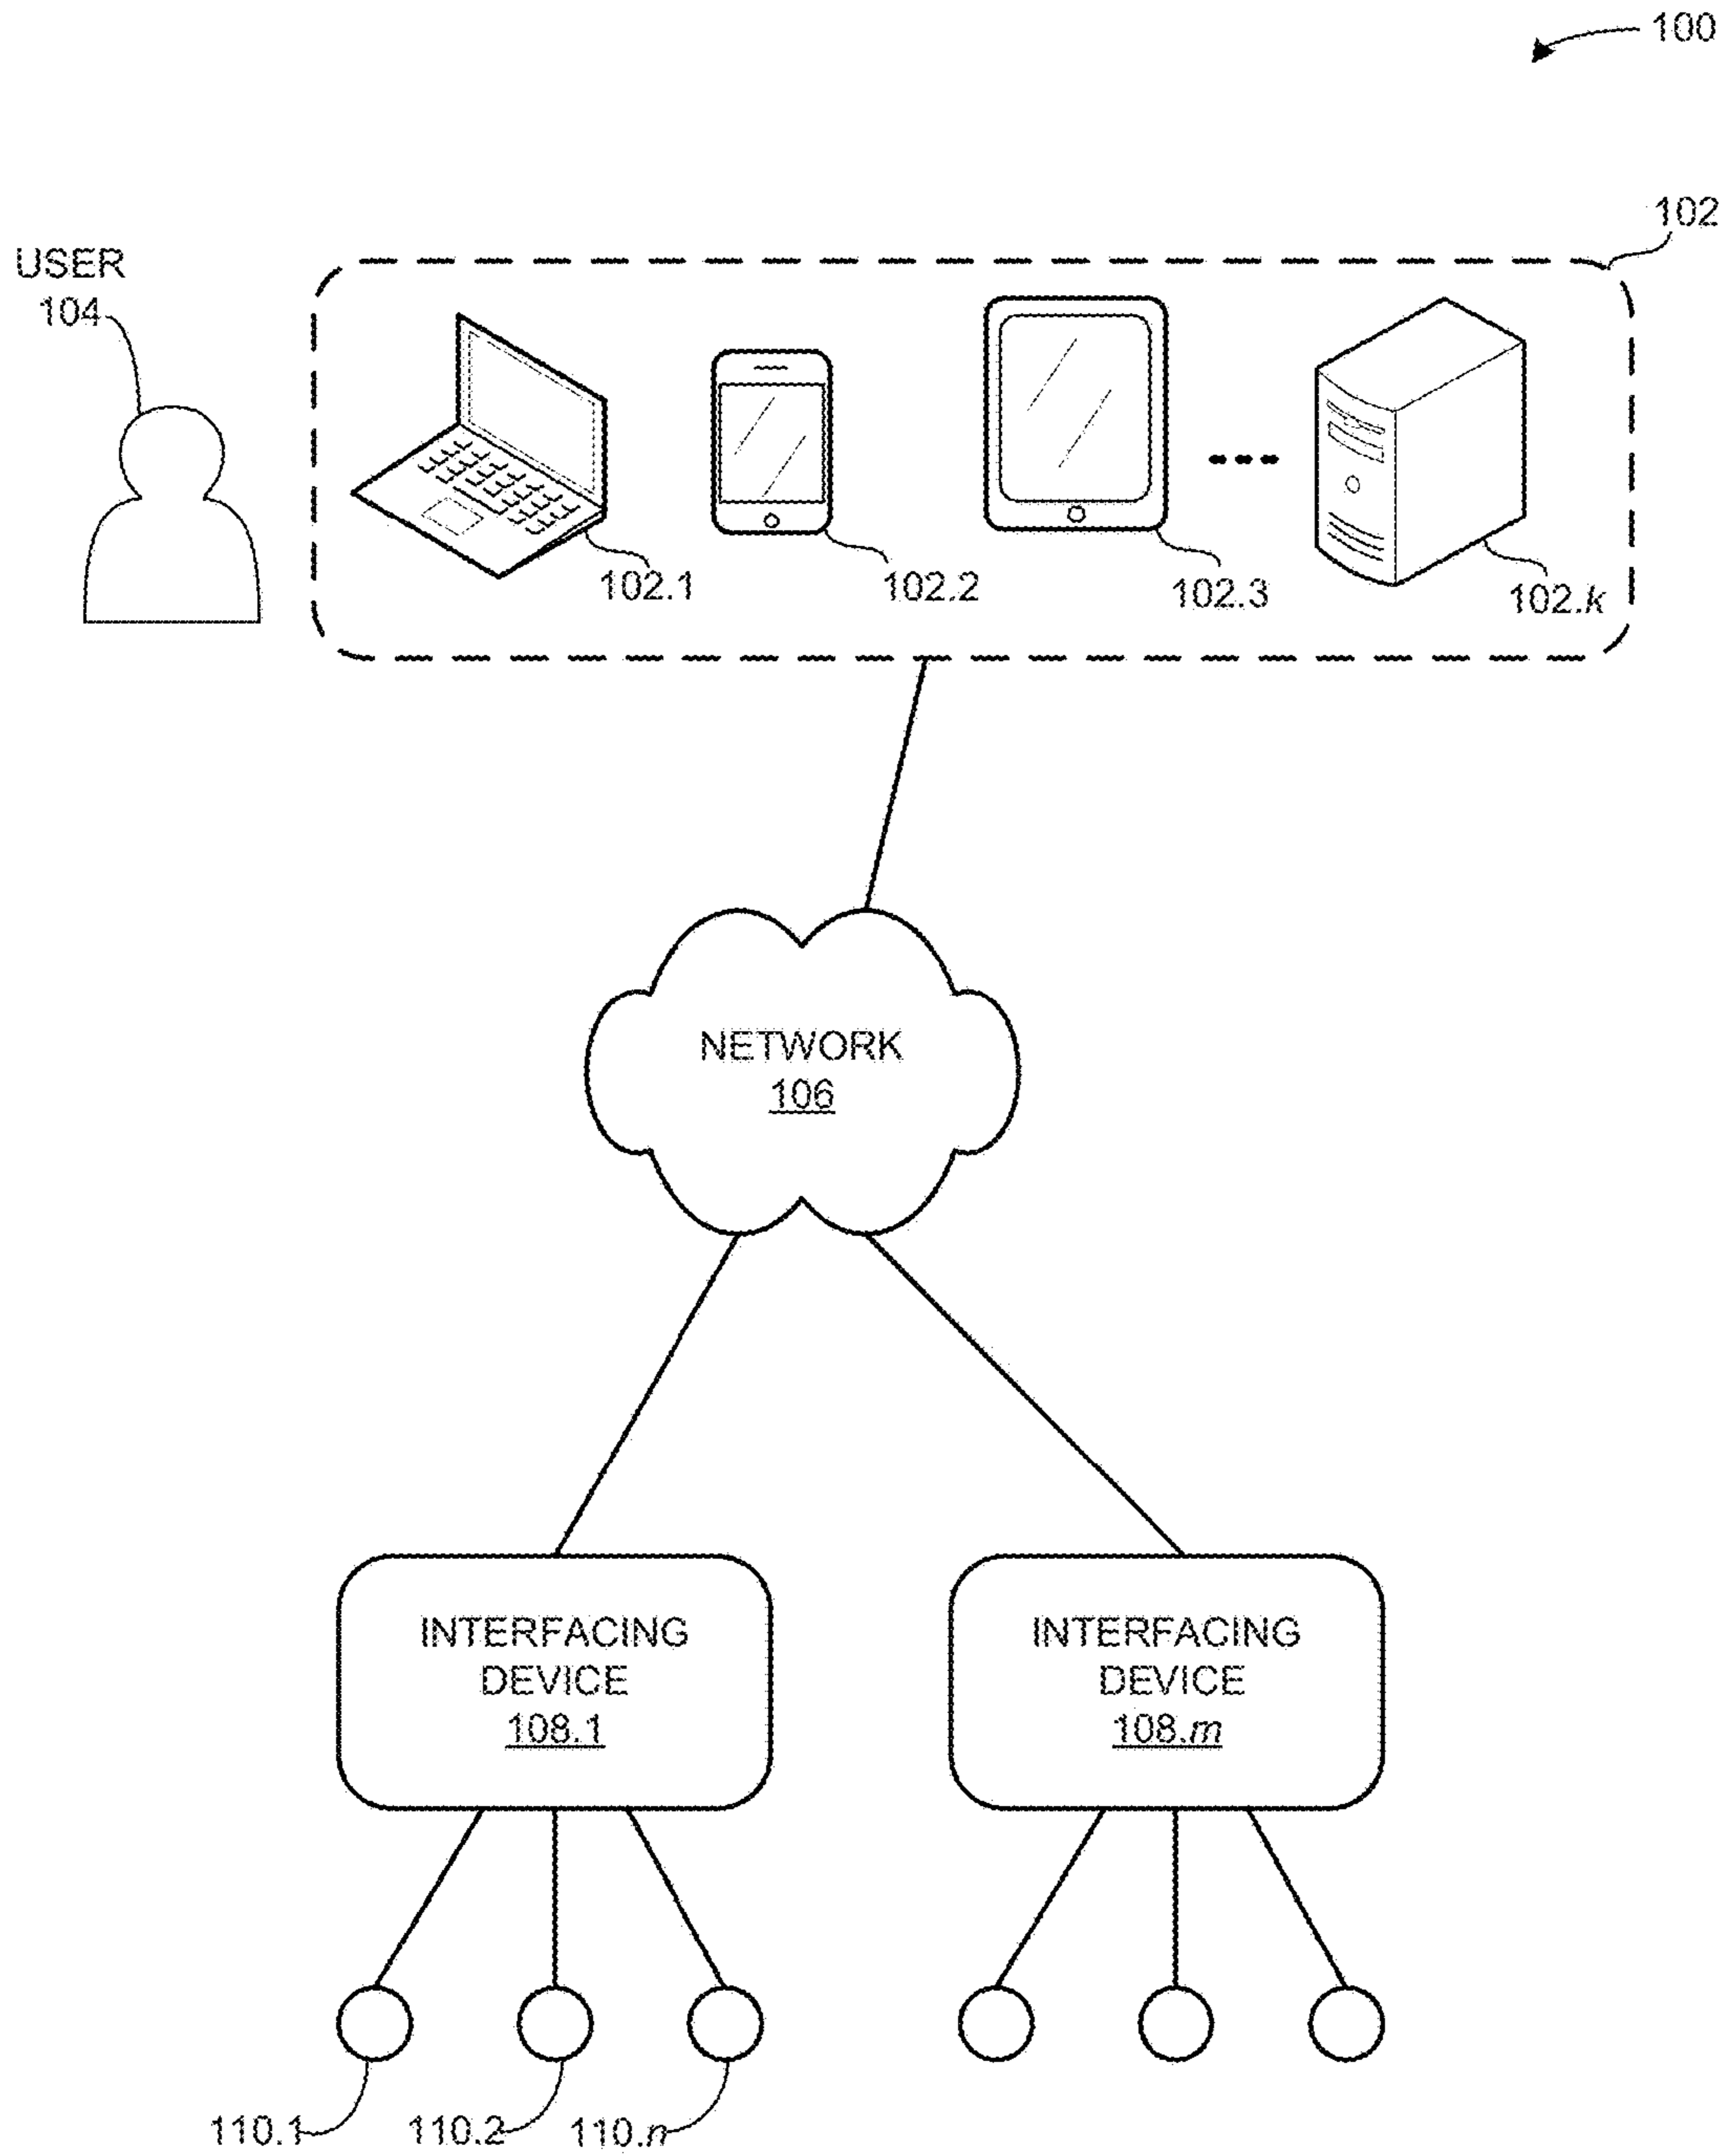 100
102
USER
104
102.1
102.2
102.3
102.k
NETWORK
106
INTERFACING
DEVICE
108.1
INTERFACING
DEVICE
108.m
110.1
110.2
110.n